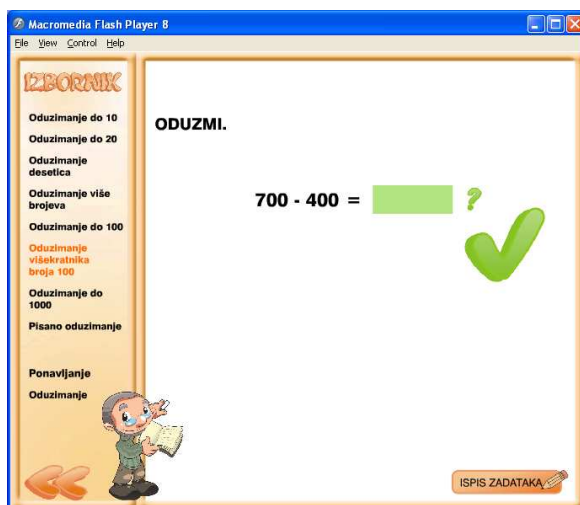 Macromedia Flash Player 8
File View Control Help
IZBORNIK
Oduzimanje do 10
Oduzimanje do 20
Oduzimanje
desetica
Oduzimanje više
brojeva
Oduzimanje do 100
Oduzimanje
višekratnika
broja 100
Oduzimanje do
1000
Pisano oduzimanje
Ponavljanje
Oduzimanje
ODUZMI.
700 - 400 = ?
ISPIS ZADATAKA